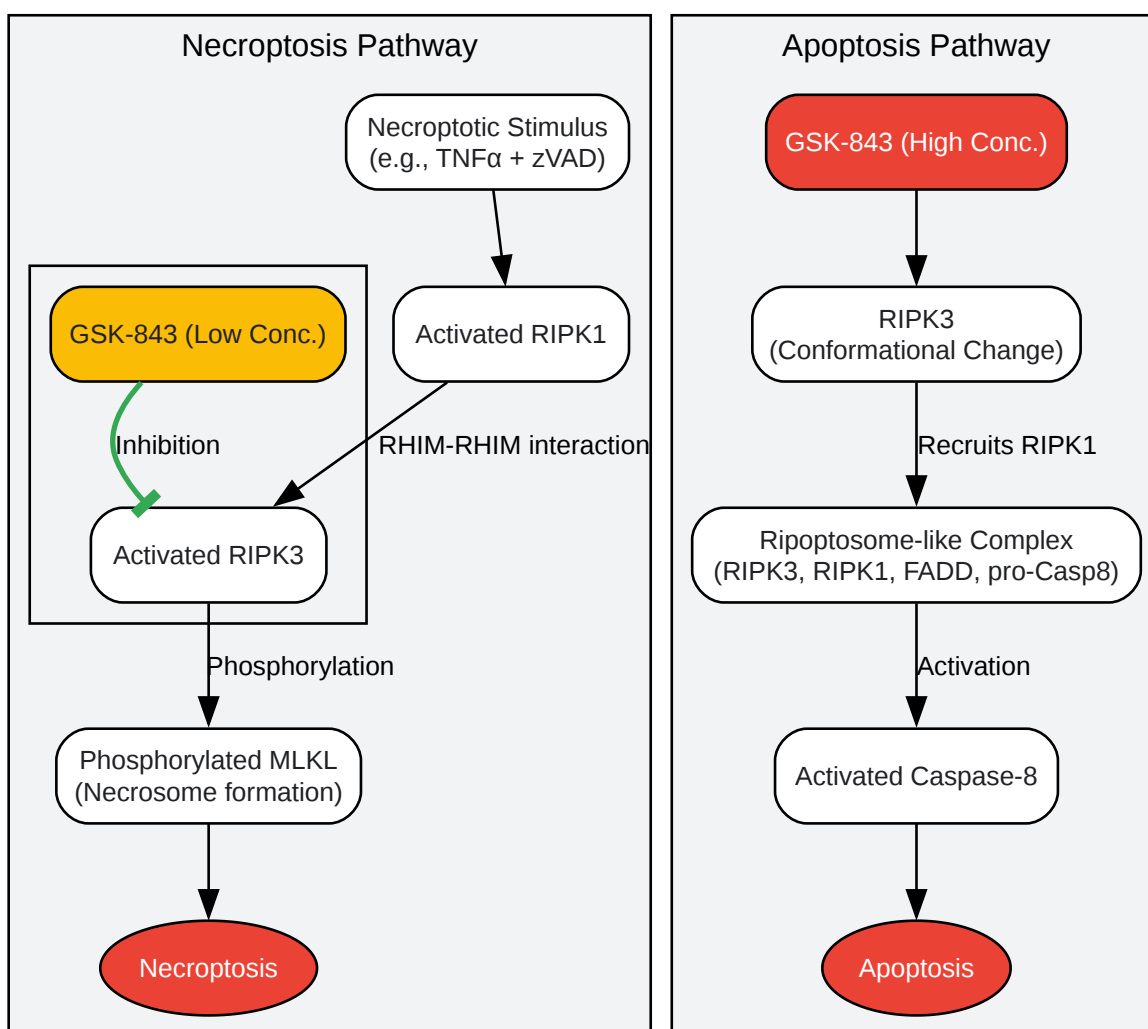 Necroptosis Pathway
Necroptotic Stimulus
(e.g., TNFα + zVAD)
GSK-843 (Low Conc.)
Activated RIPK1
Inhibition
RHIM-RHIM interaction
Activated RIPK3
Phosphorylation
Phosphorylated MLKL
(Necrosome formation)
Necroptosis
Apoptosis Pathway
GSK-843 (High Conc.)
RIPK3
(Conformational Change)
Recruits RIPK1
Ripoptosome-like Complex
(RIPK3, RIPK1, FADD, pro-Casp8)
Activation
Activated Caspase-8
Apoptosis